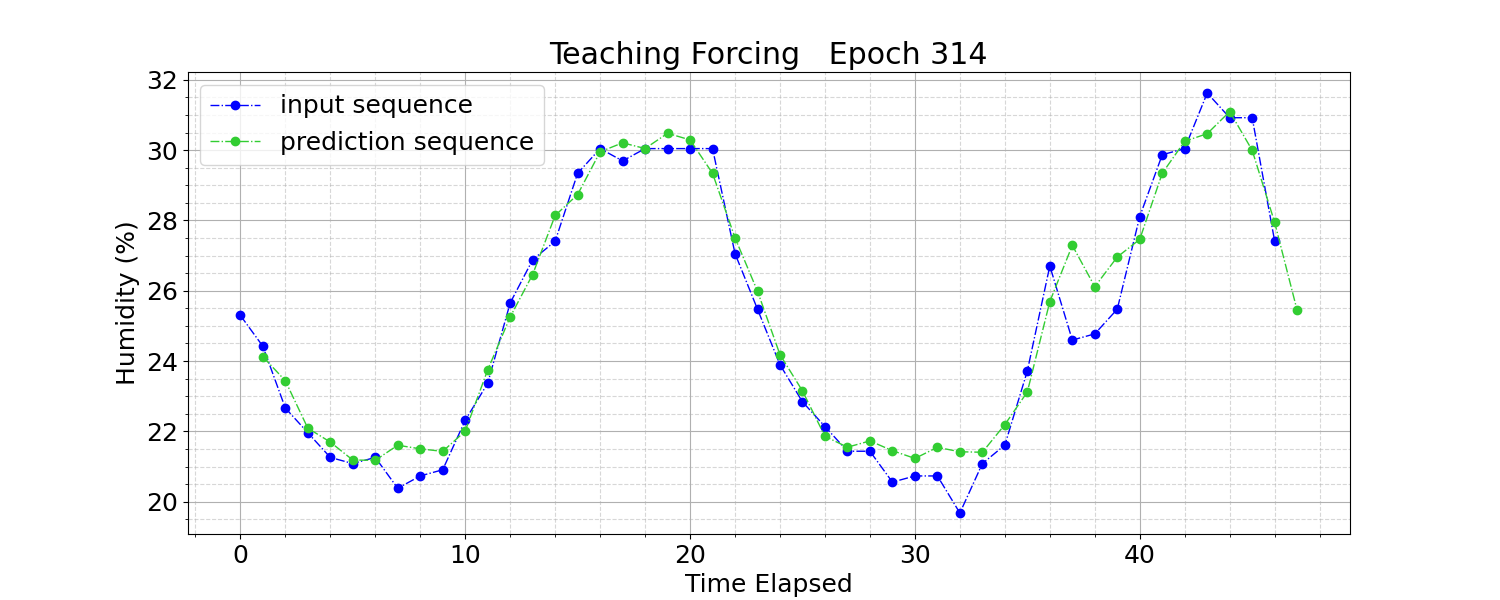 Teaching Forcing   Epoch 314
input sequence
prediction sequence
Humidity (%)
32
30
28
26
24
22
20
0 10 20 30 40
Time Elapsed